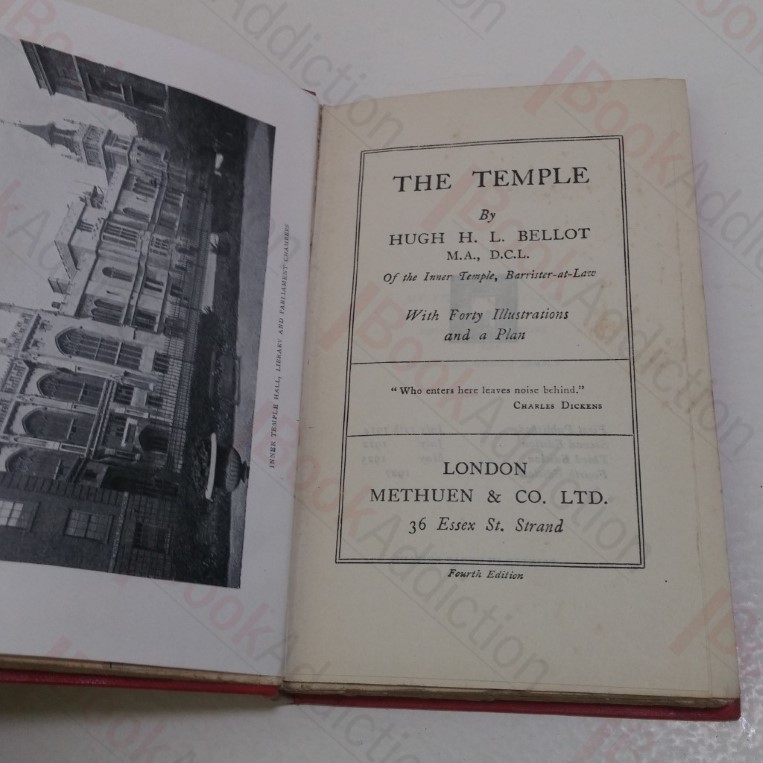 INNER TEMPLE HALL, LIBRARY AND PARLIAMENT CHAMBERS
THE TEMPLE
By
HUGH H. L. BELLOT
M.A., D.C.L.
Of the Inner Temple, Barrister-at-Law
With Forty Illustrations
and a Plan
"Who enters here leaves noise behind."
CHARLES DICKENS
LONDON
METHUEN & CO. LTD.
36 Essex St. Strand
Fourth Edition
BookAddiction